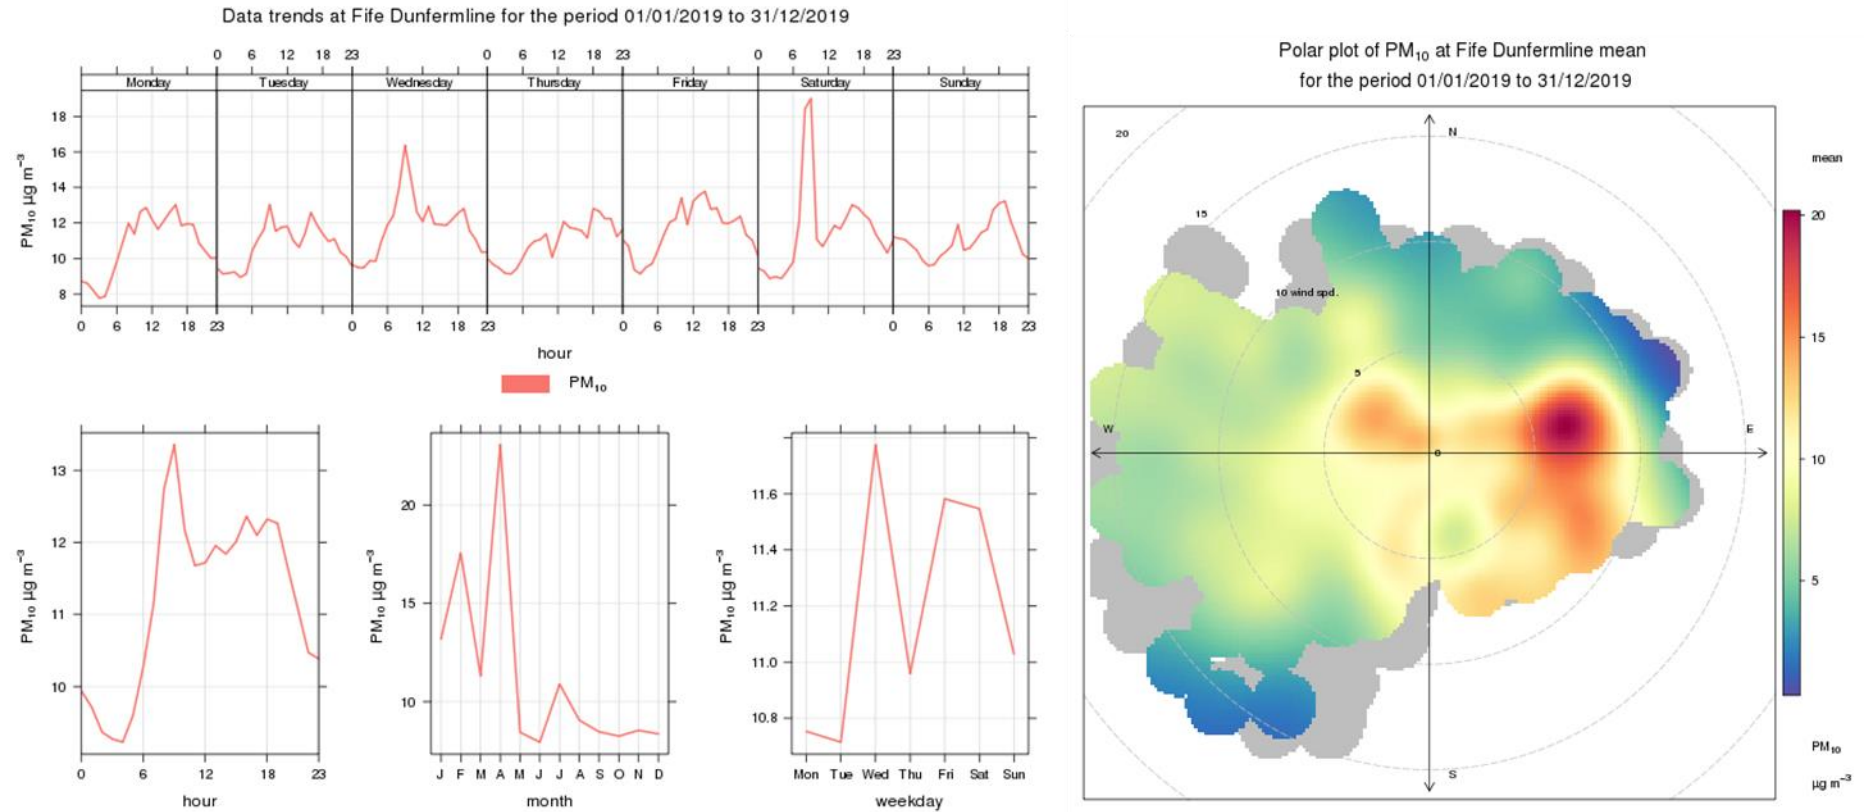 Data trends at Fife Dunfermline for the period 01/01/2019 to 31/12/2019
0 6 12 18 23 0 6 12 18 23 0 6 12 18 23
Monday Tuesday Wednesday Thursday Friday Saturday Sunday
18
16
14
12
10
8
PM₁₀ µg m⁻³
0 6 12 18 23 0 6 12 18 23 0 6 12 18 23 0 6 12 18 23
hour
PM₁₀
13
12
11
10
PM₁₀ µg m⁻³
0 6 12 18 23
hour
20
15
10
PM₁₀ µg m⁻³
J F M A M J J A S O N D
month
11.6
11.4
11.2
11.0
10.8
PM₁₀ µg m⁻³
Mon Tue Wed Thu Fri Sat Sun
weekday
Polar plot of PM₁₀ at Fife Dunfermline mean
for the period 01/01/2019 to 31/12/2019
20
N
15
10 wind spd.
5
W
E
0
S
mean
20
15
10
5
PM₁₀
µg m⁻³